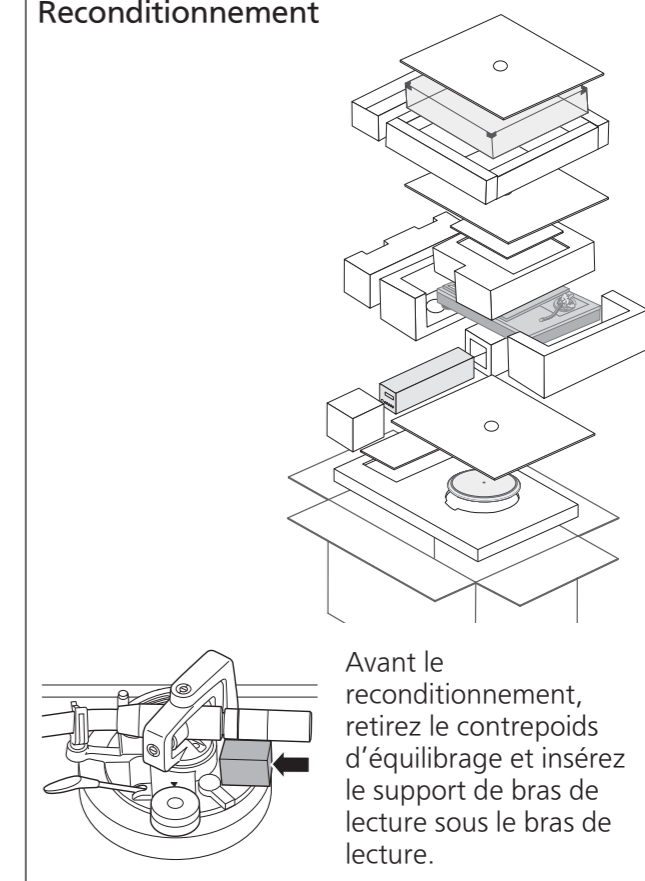 Reconditionnement
Avant le
reconditionnement,
retirez le contrepoids
d’équilibrage et insérez
le support de bras de
lecture sous le bras de
lecture.